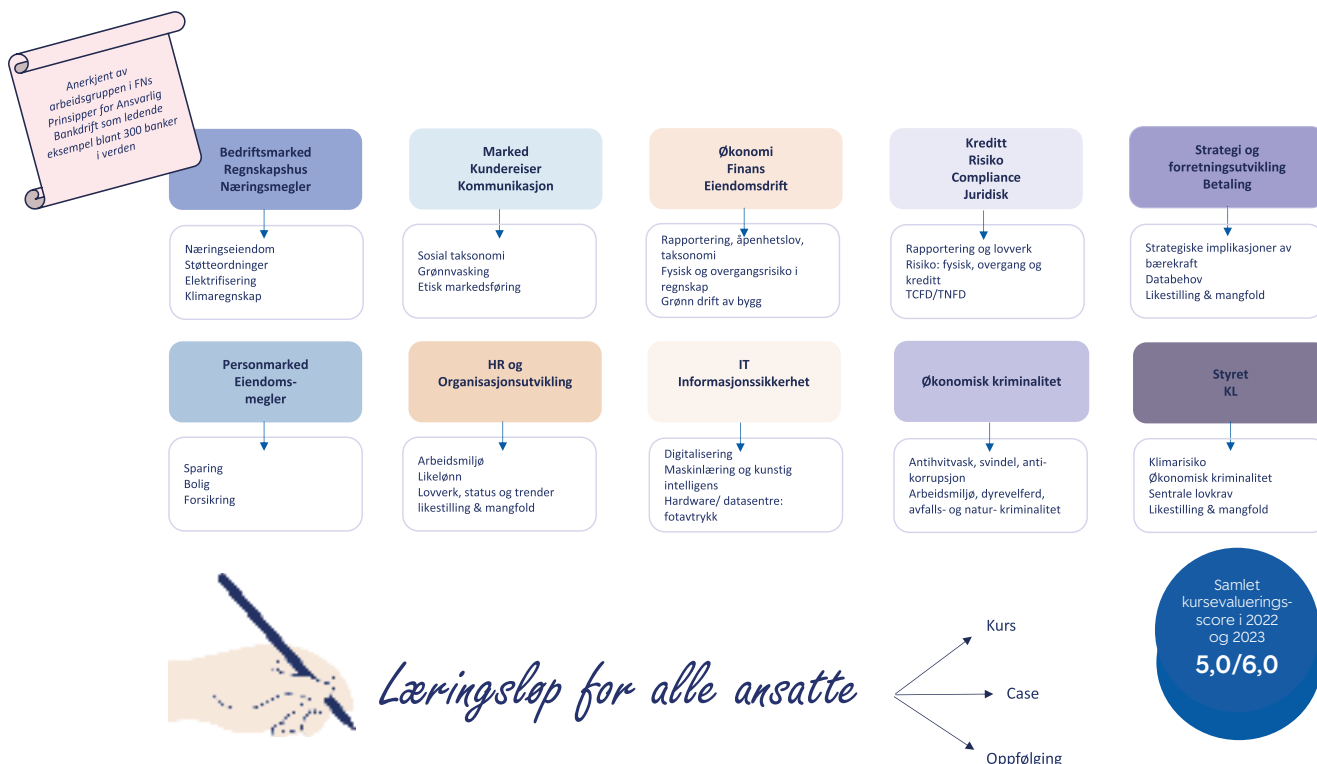 Anerkjent av
arbeidsgruppen i FNs
Prinsipper for Ansvarlig
Bankdrift som ledende
eksempel blant 300 banker
i verden
Bedriftsmarked
Regnskapshus
Næringsmegler
Marked
Kundereiser
Kommunikasjon
Økonomi
Finans
Eiendomsdrift
Kreditt
Risiko
Compliance
Juridisk
Strategi og
forretningsutvikling
Betaling
Næringseiendom
Støtteordninger
Elektrifisering
Klimaregnskap
Sosial taksonomi
Grønnvasking
Etisk markedsføring
Rapportering, åpenhetslov,
taksonomi
Fysisk og overgangsrisiko i
regnskap
Grønn drift av bygg
Rapportering og lovverk
Risiko: fysisk, overgang og
kreditt
TCFD/TNFD
Strategiske implikasjoner av
bærekraft
Databehov
Likestilling & mangfold
Personmarked
Eiendoms-
megler
HR og
Organisasjonsutvikling
IT
Informasjonssikkerhet
Økonomisk kriminalitet
Styret
KL
Sparing
Bolig
Forsikring
Arbeidsmiljø
Likelønn
Lovverk, status og trender
likestilling & mangfold
Digitalisering
Maskinlæring og kunstig
intelligens
Hardware/ datasentre:
fotavtrykk
Antihvitvask, svindel, anti-
korrupsjon
Arbeidsmiljø, dyrevelferd,
avfalls- og natur- kriminalitet
Klimarisiko
Økonomisk kriminalitet
Sentrale lovkrav
Likestilling & mangfold
Samlet
kursevaluerings-
score i 2022
og 2023
5,0/6,0
Læringsløp for alle ansatte
Kurs
Case
Oppfølging